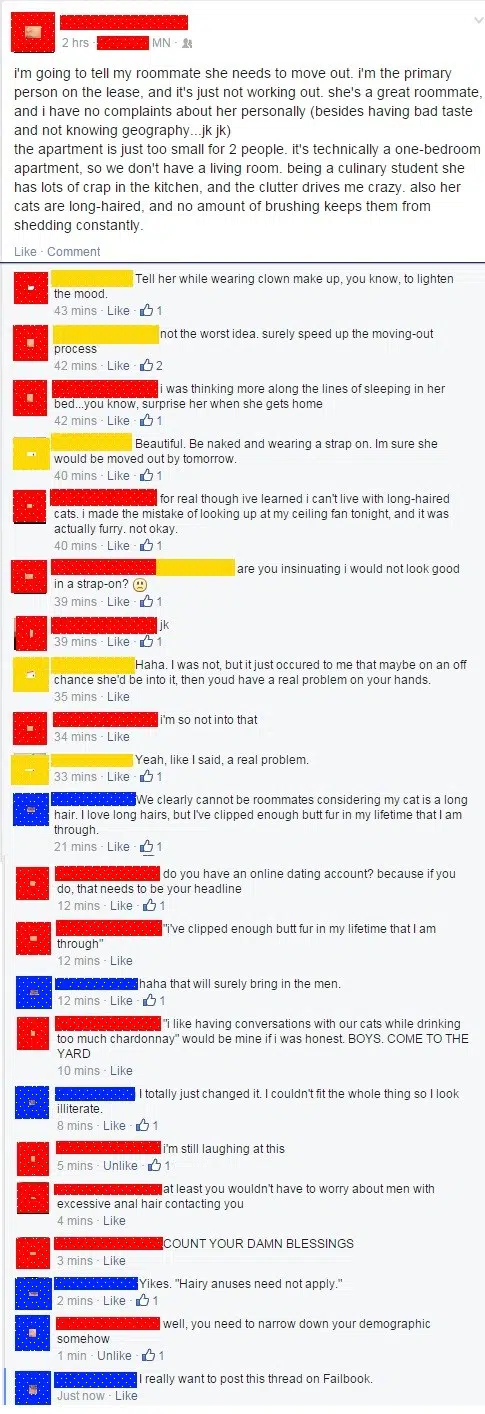 2 hrs · MN ·
i'm going to tell my roommate she needs to move out. i'm the primary
person on the lease, and it's just not working out. she's a great roommate,
and i have no complaints about her personally (besides having bad taste
and not knowing geography...jk jk)
the apartment is just too small for 2 people. it's technically a one-bedroom
apartment, so we don't have a living room. being a culinary student she
has lots of crap in the kitchen, and the clutter drives me crazy. also her
cats are long-haired, and no amount of brushing keeps them from
shedding constantly.
Like · Comment
Tell her while wearing clown make up, you know, to lighten
the mood.
43 mins · Like · 1
not the worst idea. surely speed up the moving-out
process
42 mins · Like · 2
i was thinking more along the lines of sleeping in her
bed...you know, surprise her when she gets home
42 mins · Like · 1
Beautiful. Be naked and wearing a strap on. Im sure she
would be moved out by tomorrow.
40 mins · Like · 1
for real though ive learned i can't live with long-haired
cats. i made the mistake of looking up at my ceiling fan tonight, and it was
actually furry. not okay.
40 mins · Like · 1
are you insinuating i would not look good
in a strap-on?
39 mins · Like · 1
jk
39 mins · Like · 1
Haha. I was not, but it just occured to me that maybe on an off
chance she'd be into it, then youd have a real problem on your hands.
35 mins · Like
i'm so not into that
34 mins · Like
Yeah, like I said, a real problem.
33 mins · Like · 1
We clearly cannot be roommates considering my cat is a long
hair. I love long hairs, but I've clipped enough butt fur in my lifetime that I am
through.
21 mins · Like · 1
do you have an online dating account? because if you
do, that needs to be your headline
12 mins · Like · 1
"i've clipped enough butt fur in my lifetime that I am
through"
12 mins · Like
haha that will surely bring in the men.
12 mins · Like · 1
"i like having conversations with our cats while drinking
too much chardonnay" would be mine if i was honest. BOYS. COME TO THE
YARD
10 mins · Like
I totally just changed it. I couldn't fit the whole thing so I look
illiterate.
8 mins · Like · 1
i'm still laughing at this
5 mins · Unlike · 1
at least you wouldn't have to worry about men with
excessive anal hair contacting you
4 mins · Like
COUNT YOUR DAMN BLESSINGS
3 mins · Like
Yikes. "Hairy anuses need not apply."
2 mins · Like · 1
well, you need to narrow down your demographic
somehow
1 min · Unlike · 1
I really want to post this thread on Failbook.
Just now · Like